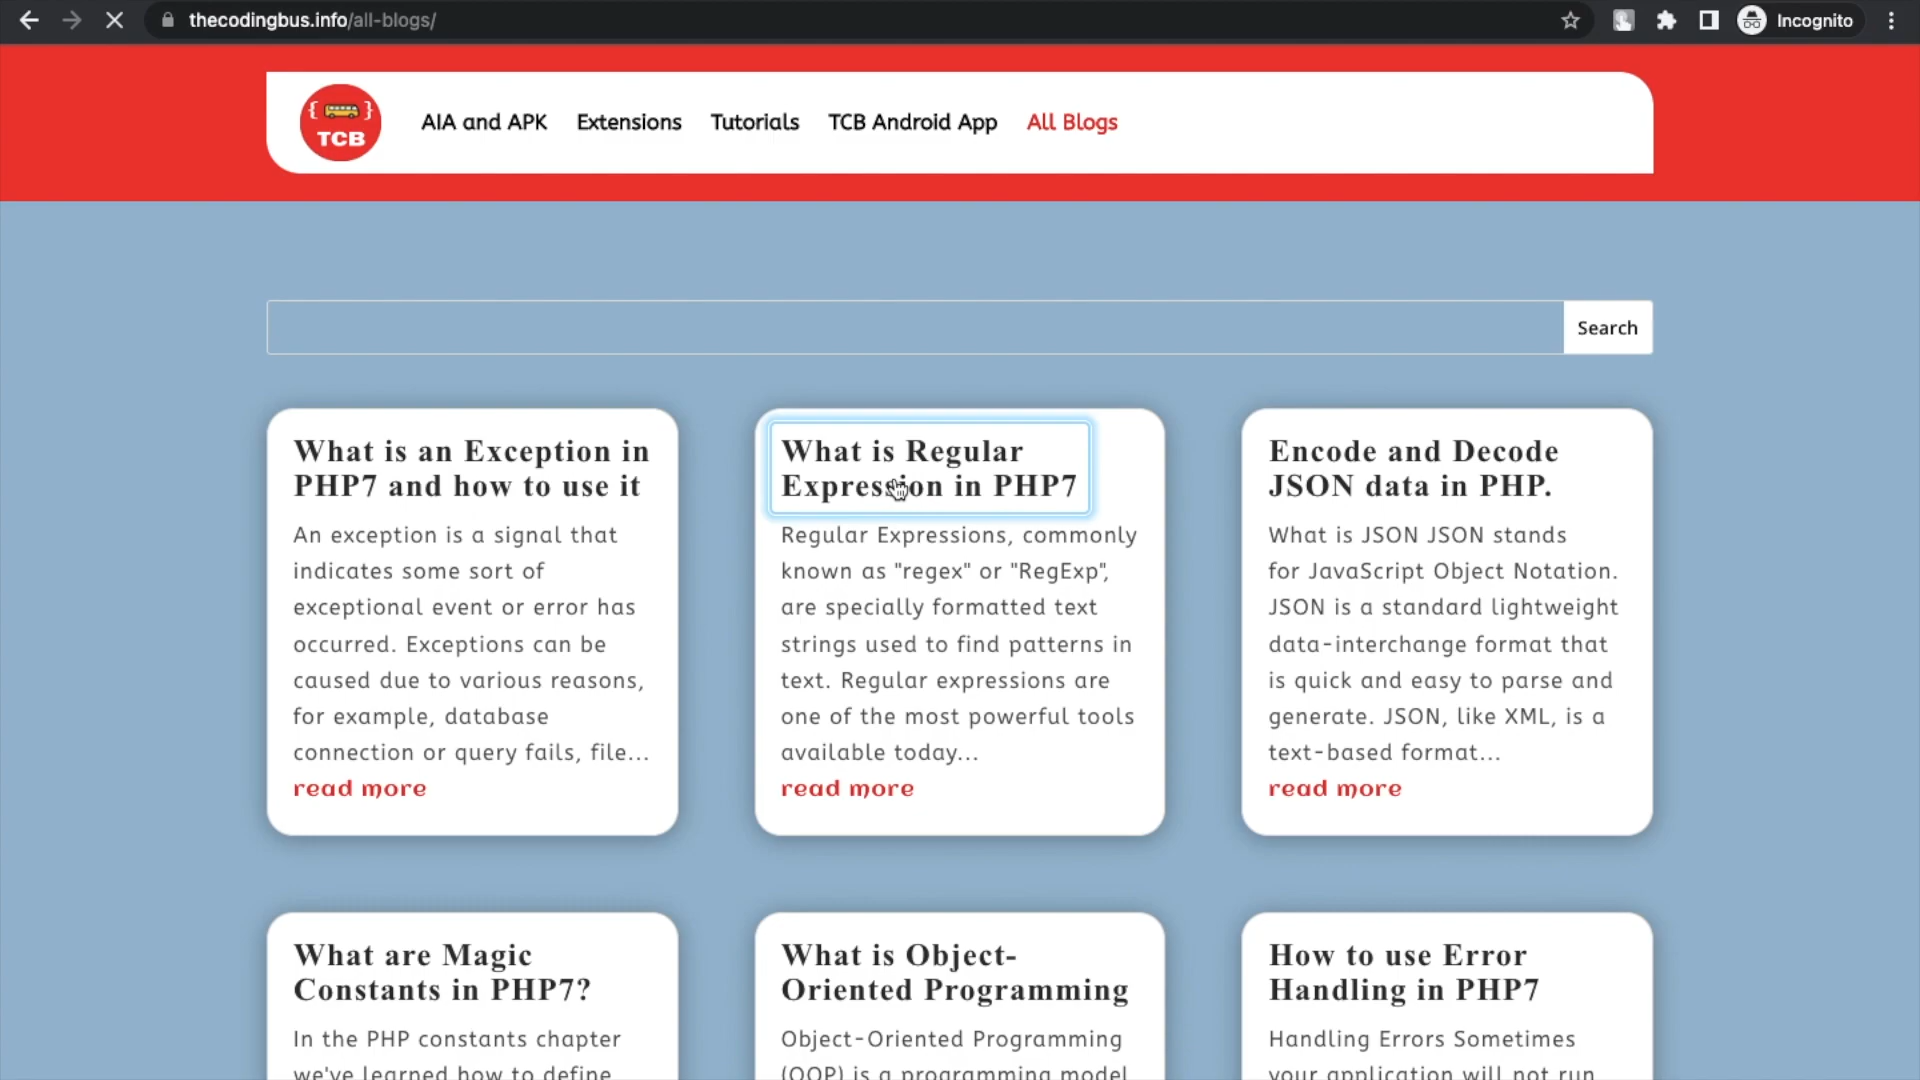 thecodingbus.info/all-blogs/
Incognito
{ }
TCB
AIA and APK
Extensions
Tutorials
TCB Android App
All Blogs
Search
What is an Exception in
PHP7 and how to use it
An exception is a signal that
indicates some sort of
exceptional event or error has
occurred. Exceptions can be
caused due to various reasons,
for example, database
connection or query fails, file...
read more
What is Regular
Expression in PHP7
Regular Expressions, commonly
known as "regex" or "RegExp",
are specially formatted text
strings used to find patterns in
text. Regular expressions are
one of the most powerful tools
available today...
read more
Encode and Decode
JSON data in PHP.
What is JSON JSON stands
for JavaScript Object Notation.
JSON is a standard lightweight
data-interchange format that
is quick and easy to parse and
generate. JSON, like XML, is a
text-based format...
read more
What are Magic
Constants in PHP7?
In the PHP constants chapter
we've learned how to define
What is Object-
Oriented Programming
Object-Oriented Programming
(OOP) is a programming model
How to use Error
Handling in PHP7
Handling Errors Sometimes
your application will not run